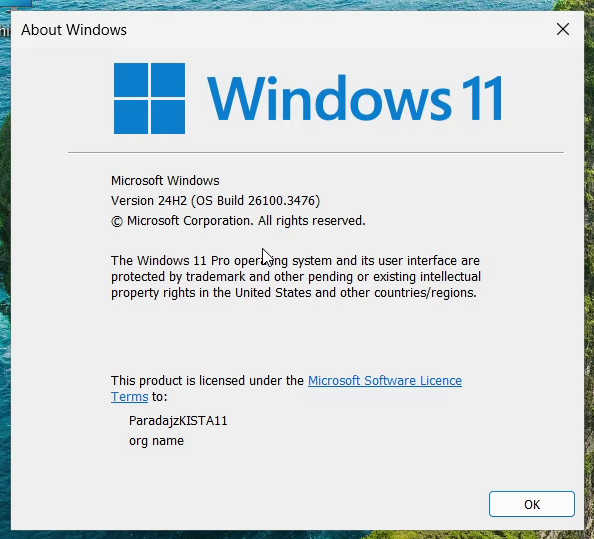 About Windows
Windows 11
Microsoft Windows
Version 24H2 (OS Build 26100.3476)
© Microsoft Corporation. All rights reserved.
The Windows 11 Pro operating system and its user interface are
protected by trademark and other pending or existing intellectual
property rights in the United States and other countries/regions.
This product is licensed under the Microsoft Software Licence
Terms to:
ParadajzKISTA11
org name
OK